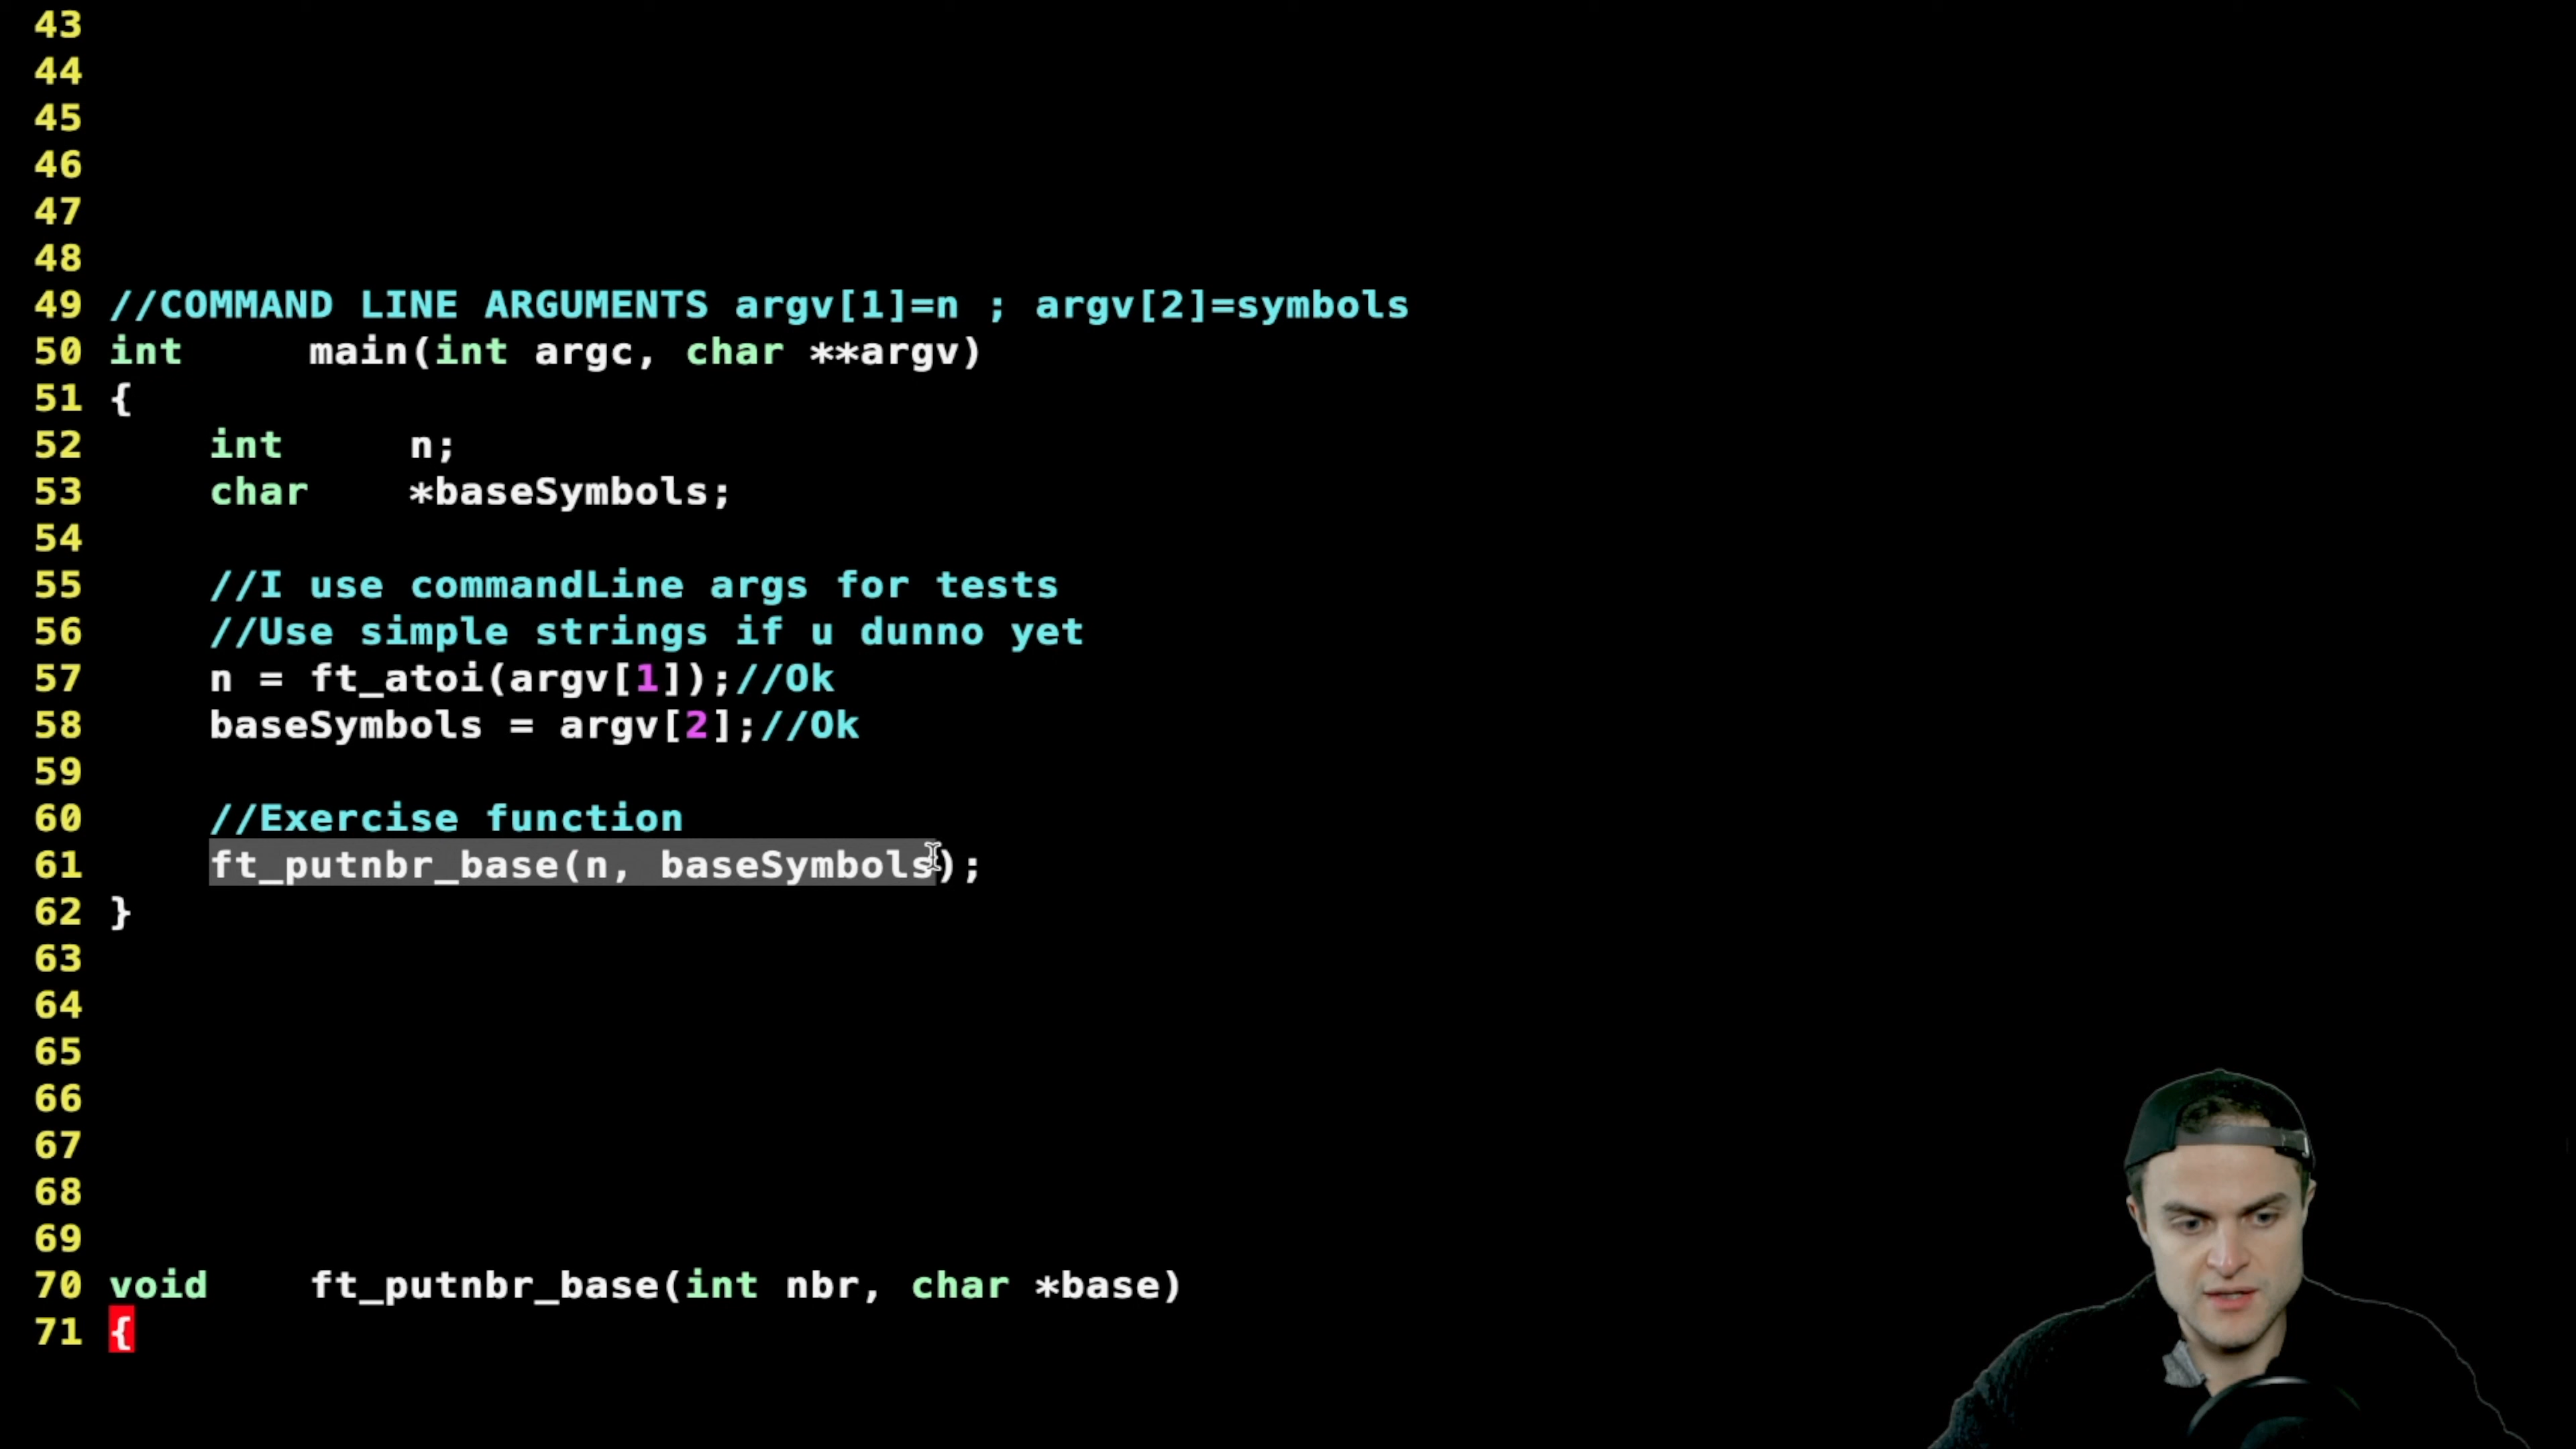 43
44
45
46
47
48
49 //COMMAND LINE ARGUMENTS argv[1]=n ; argv[2]=symbols
50 int main(int argc, char **argv)
51 {
52 int n;
53 char *baseSymbols;
54
55 //I use commandLine args for tests
56 //Use simple strings if u dunno yet
57 n = ft_atoi(argv[1]);//Ok
58 baseSymbols = argv[2];//Ok
59
60 //Exercise function
61 ft_putnbr_base(n, baseSymbols);
62 }
63
64
65
66
67
68
69
70 void ft_putnbr_base(int nbr, char *base)
71 {